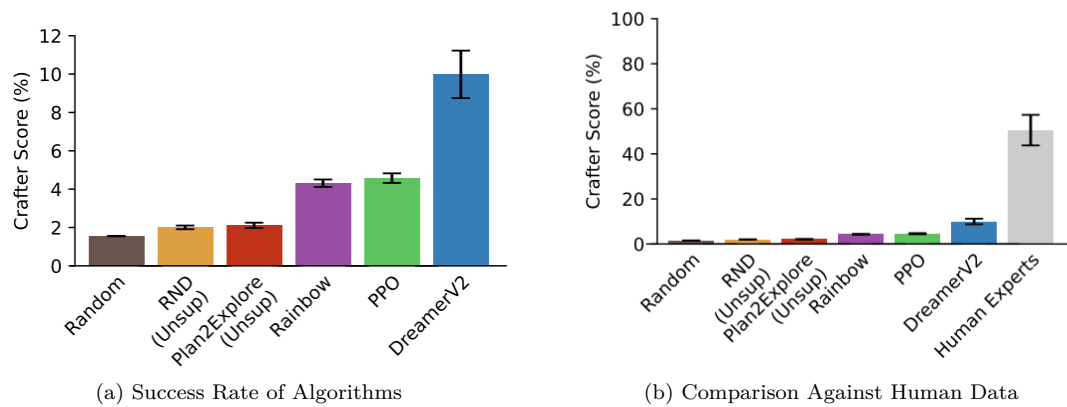 Crafter Score (%)
12
10
8
6
4
2
0
Random
RND
(Unsup)
Plan2Explore
(Unsup)
Rainbow
PPO
DreamerV2
(a) Success Rate of Algorithms
Crafter Score (%)
100
80
60
40
20
0
Random
RND
(Unsup)
Plan2Explore
(Unsup)
Rainbow
PPO
DreamerV2
Human Experts
(b) Comparison Against Human Data